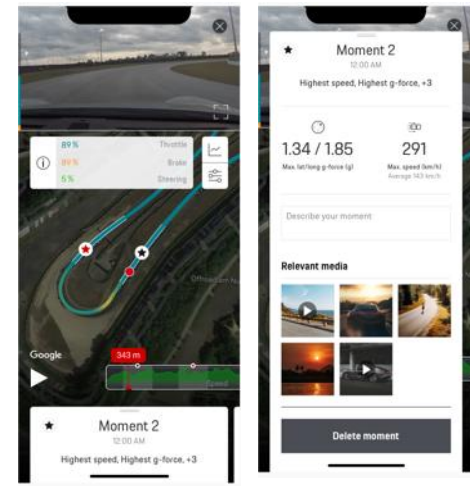 89 % Throttle
89 % Brake
5 % Steering
Google
343 m
Speed
Moment 2
12:00 AM
Highest speed, Highest g-force, +3
Moment 2
12:00 AM
Highest speed, Highest g-force, +3
1.34 / 1.85
Max. lat/long g-force (g)
291
Max. speed (km/h)
Average 143 km/h
Describe your moment
Relevant media
Delete moment